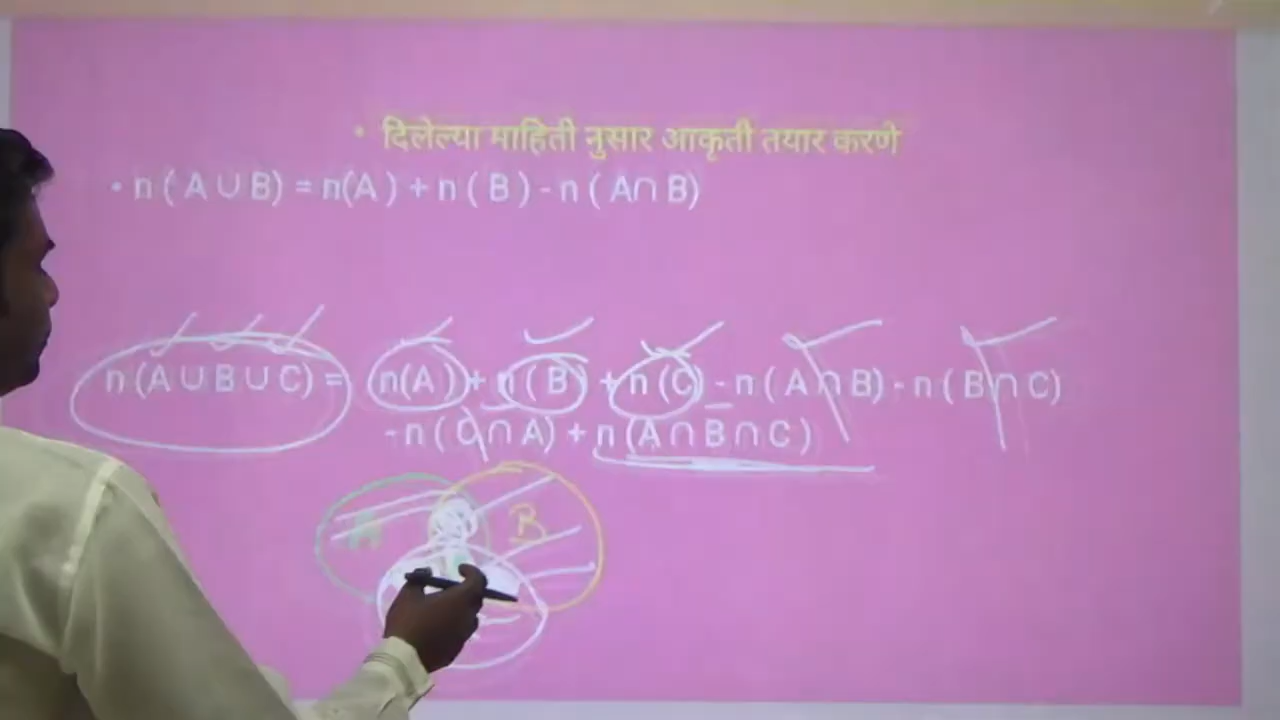 • दिलेल्या माहिती नुसार आकृती तयार करणे
• n ( A ∪ B) = n(A ) + n ( B ) - n ( A∩ B)
n (A ∪ B ∪ C) = n(A ) + n ( B) + n (C) - n ( A ∩ B) - n ( B ∩ C)
-n ( C ∩ A) + n (A ∩ B ∩ C)
A B